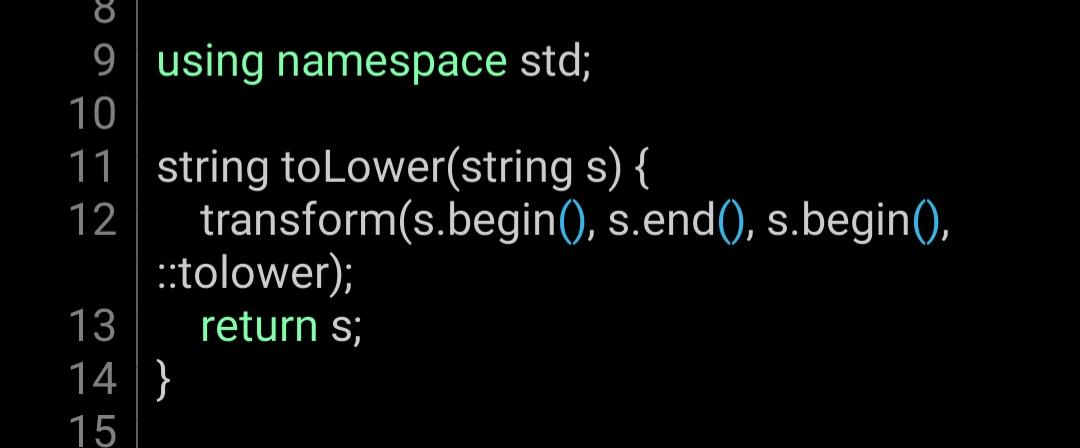 8
9 using namespace std;
10
11 string toLower(string s) {
12 transform(s.begin(), s.end(), s.begin(),
::tolower);
13 return s;
14 }
15